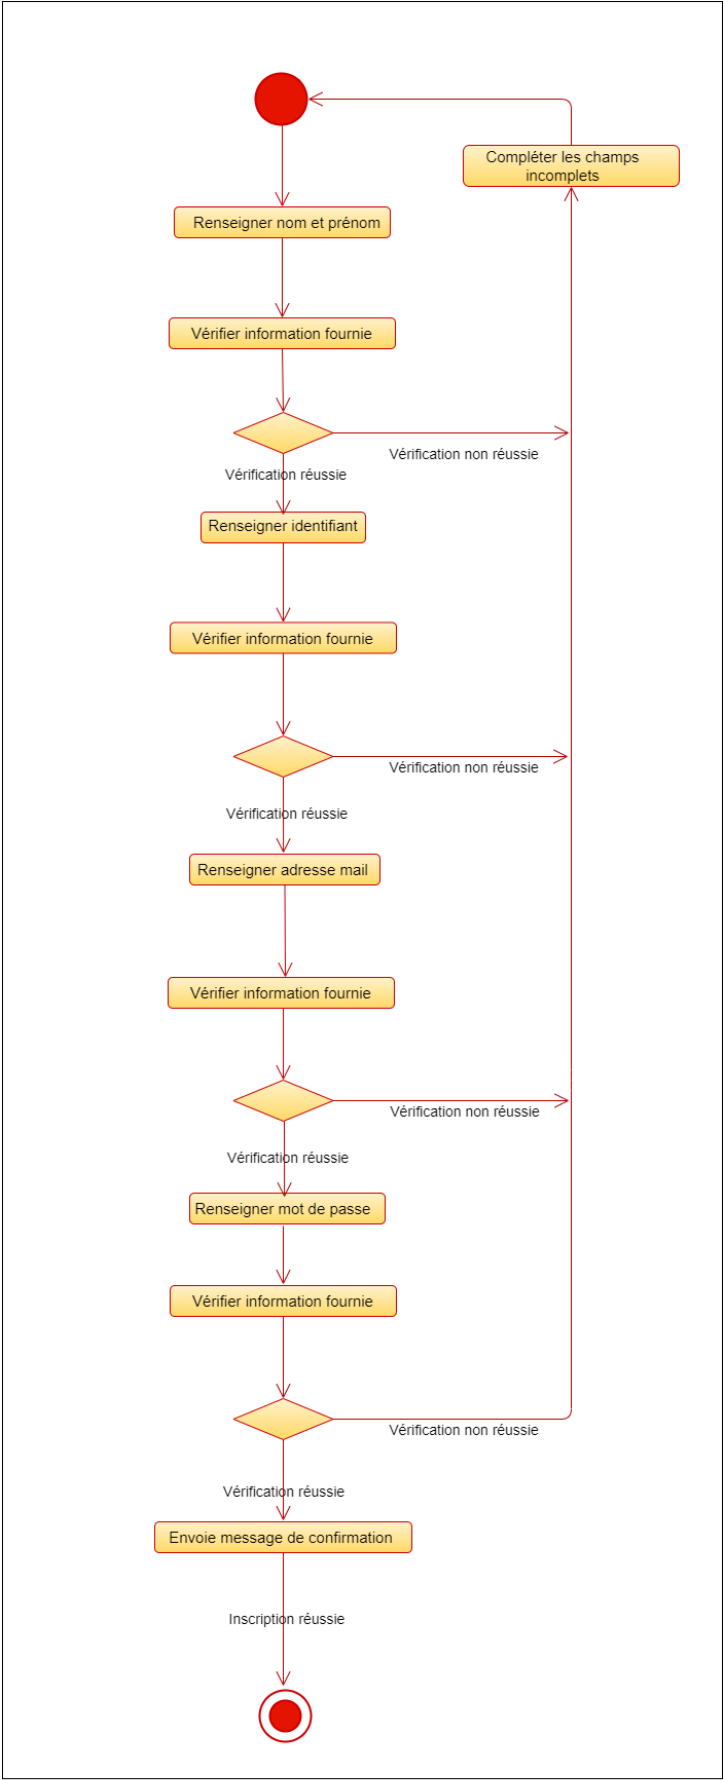 Compléter les champs
incomplets
Renseigner nom et prénom
Vérifier information fournie
Vérification non réussie
Vérification réussie
Renseigner identifiant
Vérifier information fournie
Vérification non réussie
Vérification réussie
Renseigner adresse mail
Vérifier information fournie
Vérification non réussie
Vérification réussie
Renseigner mot de passe
Vérifier information fournie
Vérification non réussie
Vérification réussie
Envoie message de confirmation
Inscription réussie